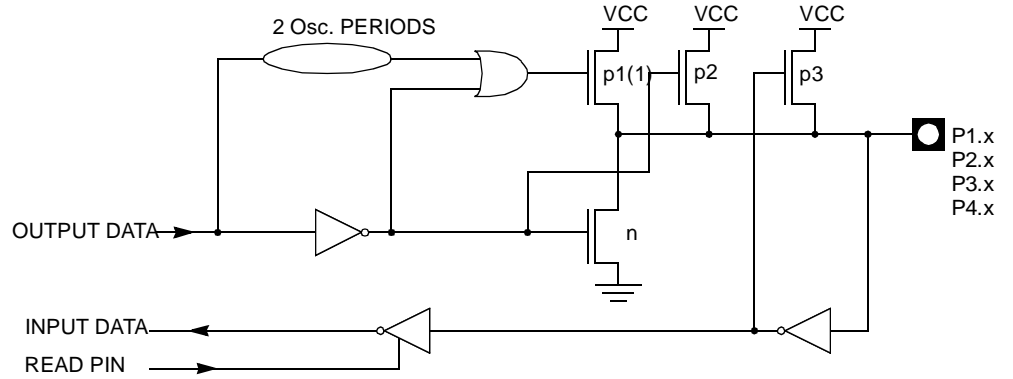 2 Osc. PERIODS
VCC
VCC
VCC
p1(1)
p2
p3
P1.x
P2.x
P3.x
P4.x
OUTPUT DATA
n
INPUT DATA
READ PIN